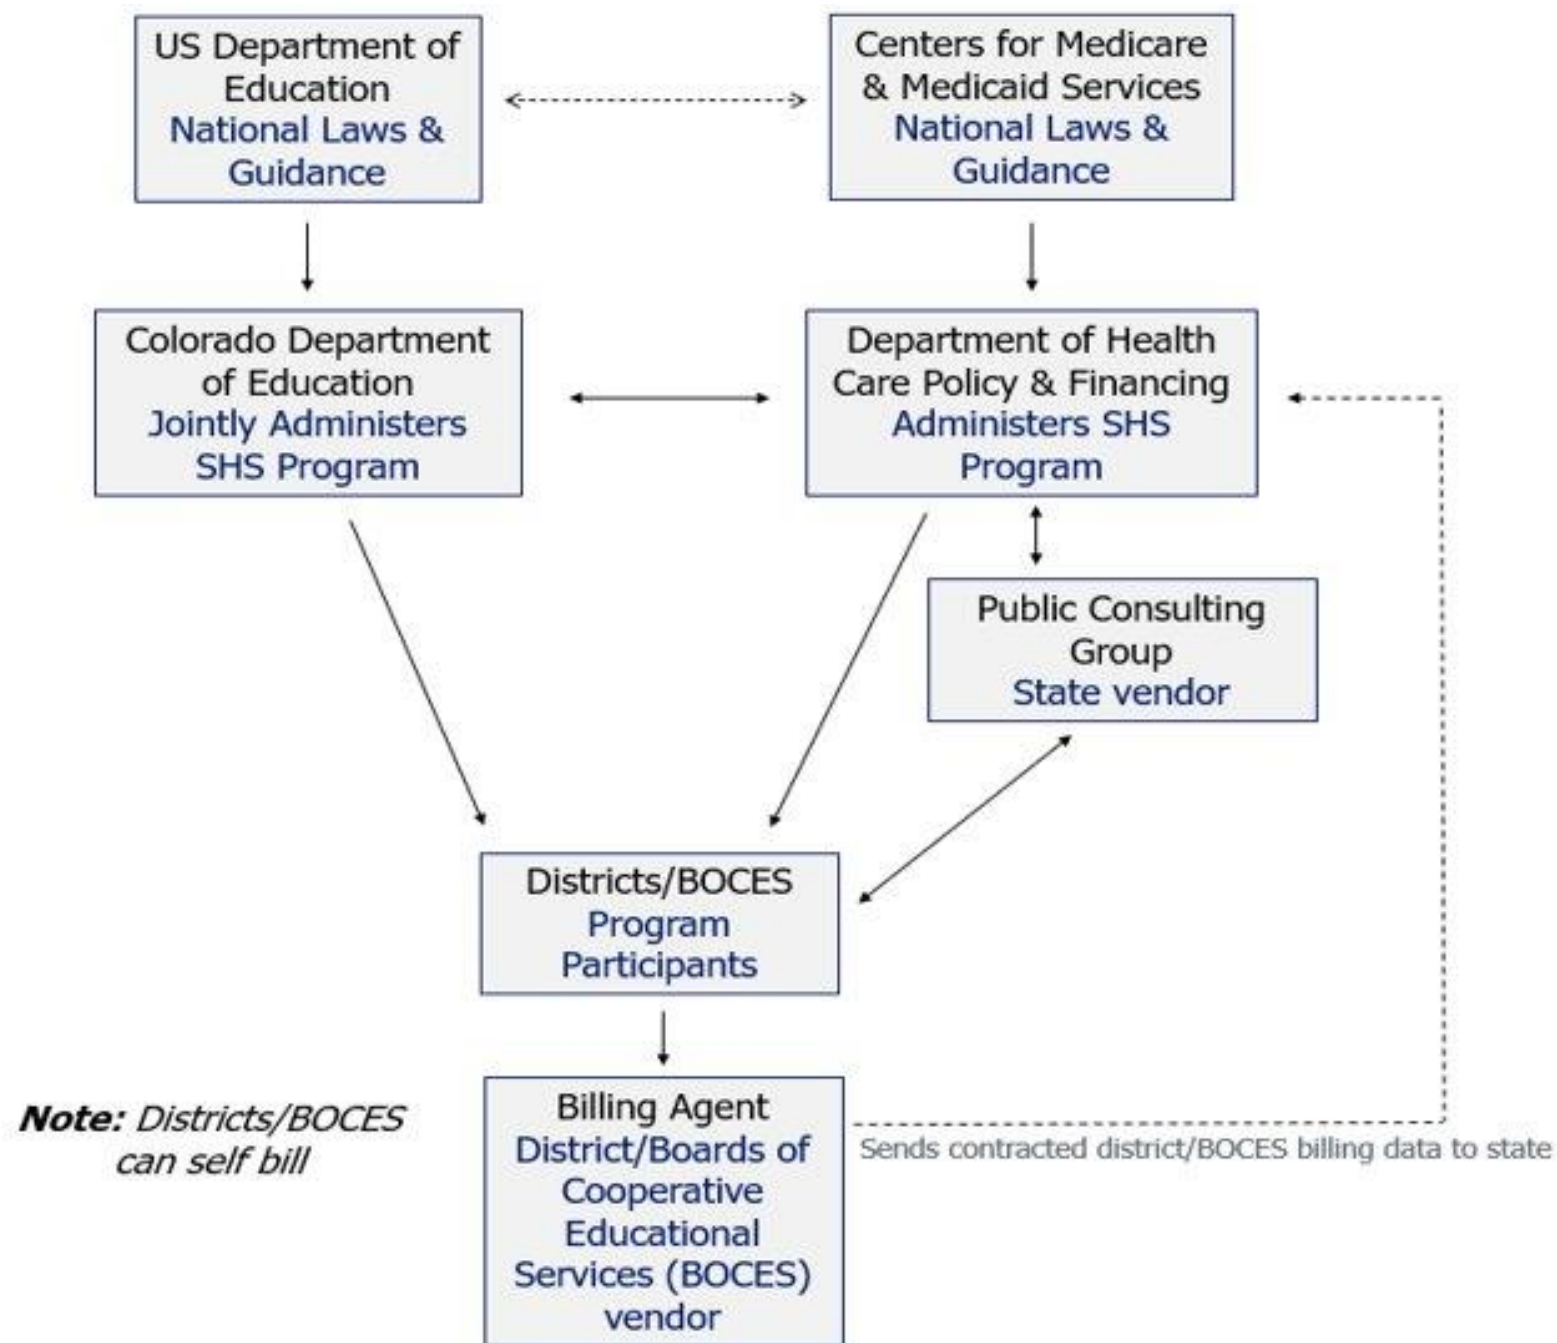 US Department of
Education
National Laws &
Guidance
Centers for Medicare
& Medicaid Services
National Laws &
Guidance
Colorado Department
of Education
Jointly Administers
SHS Program
Department of Health
Care Policy & Financing
Administers SHS
Program
Public Consulting
Group
State vendor
Districts/BOCES
Program
Participants
Note: Districts/BOCES
can self bill
Billing Agent
District/Boards of
Cooperative
Educational
Services (BOCES)
vendor
Sends contracted district/BOCES billing data to state